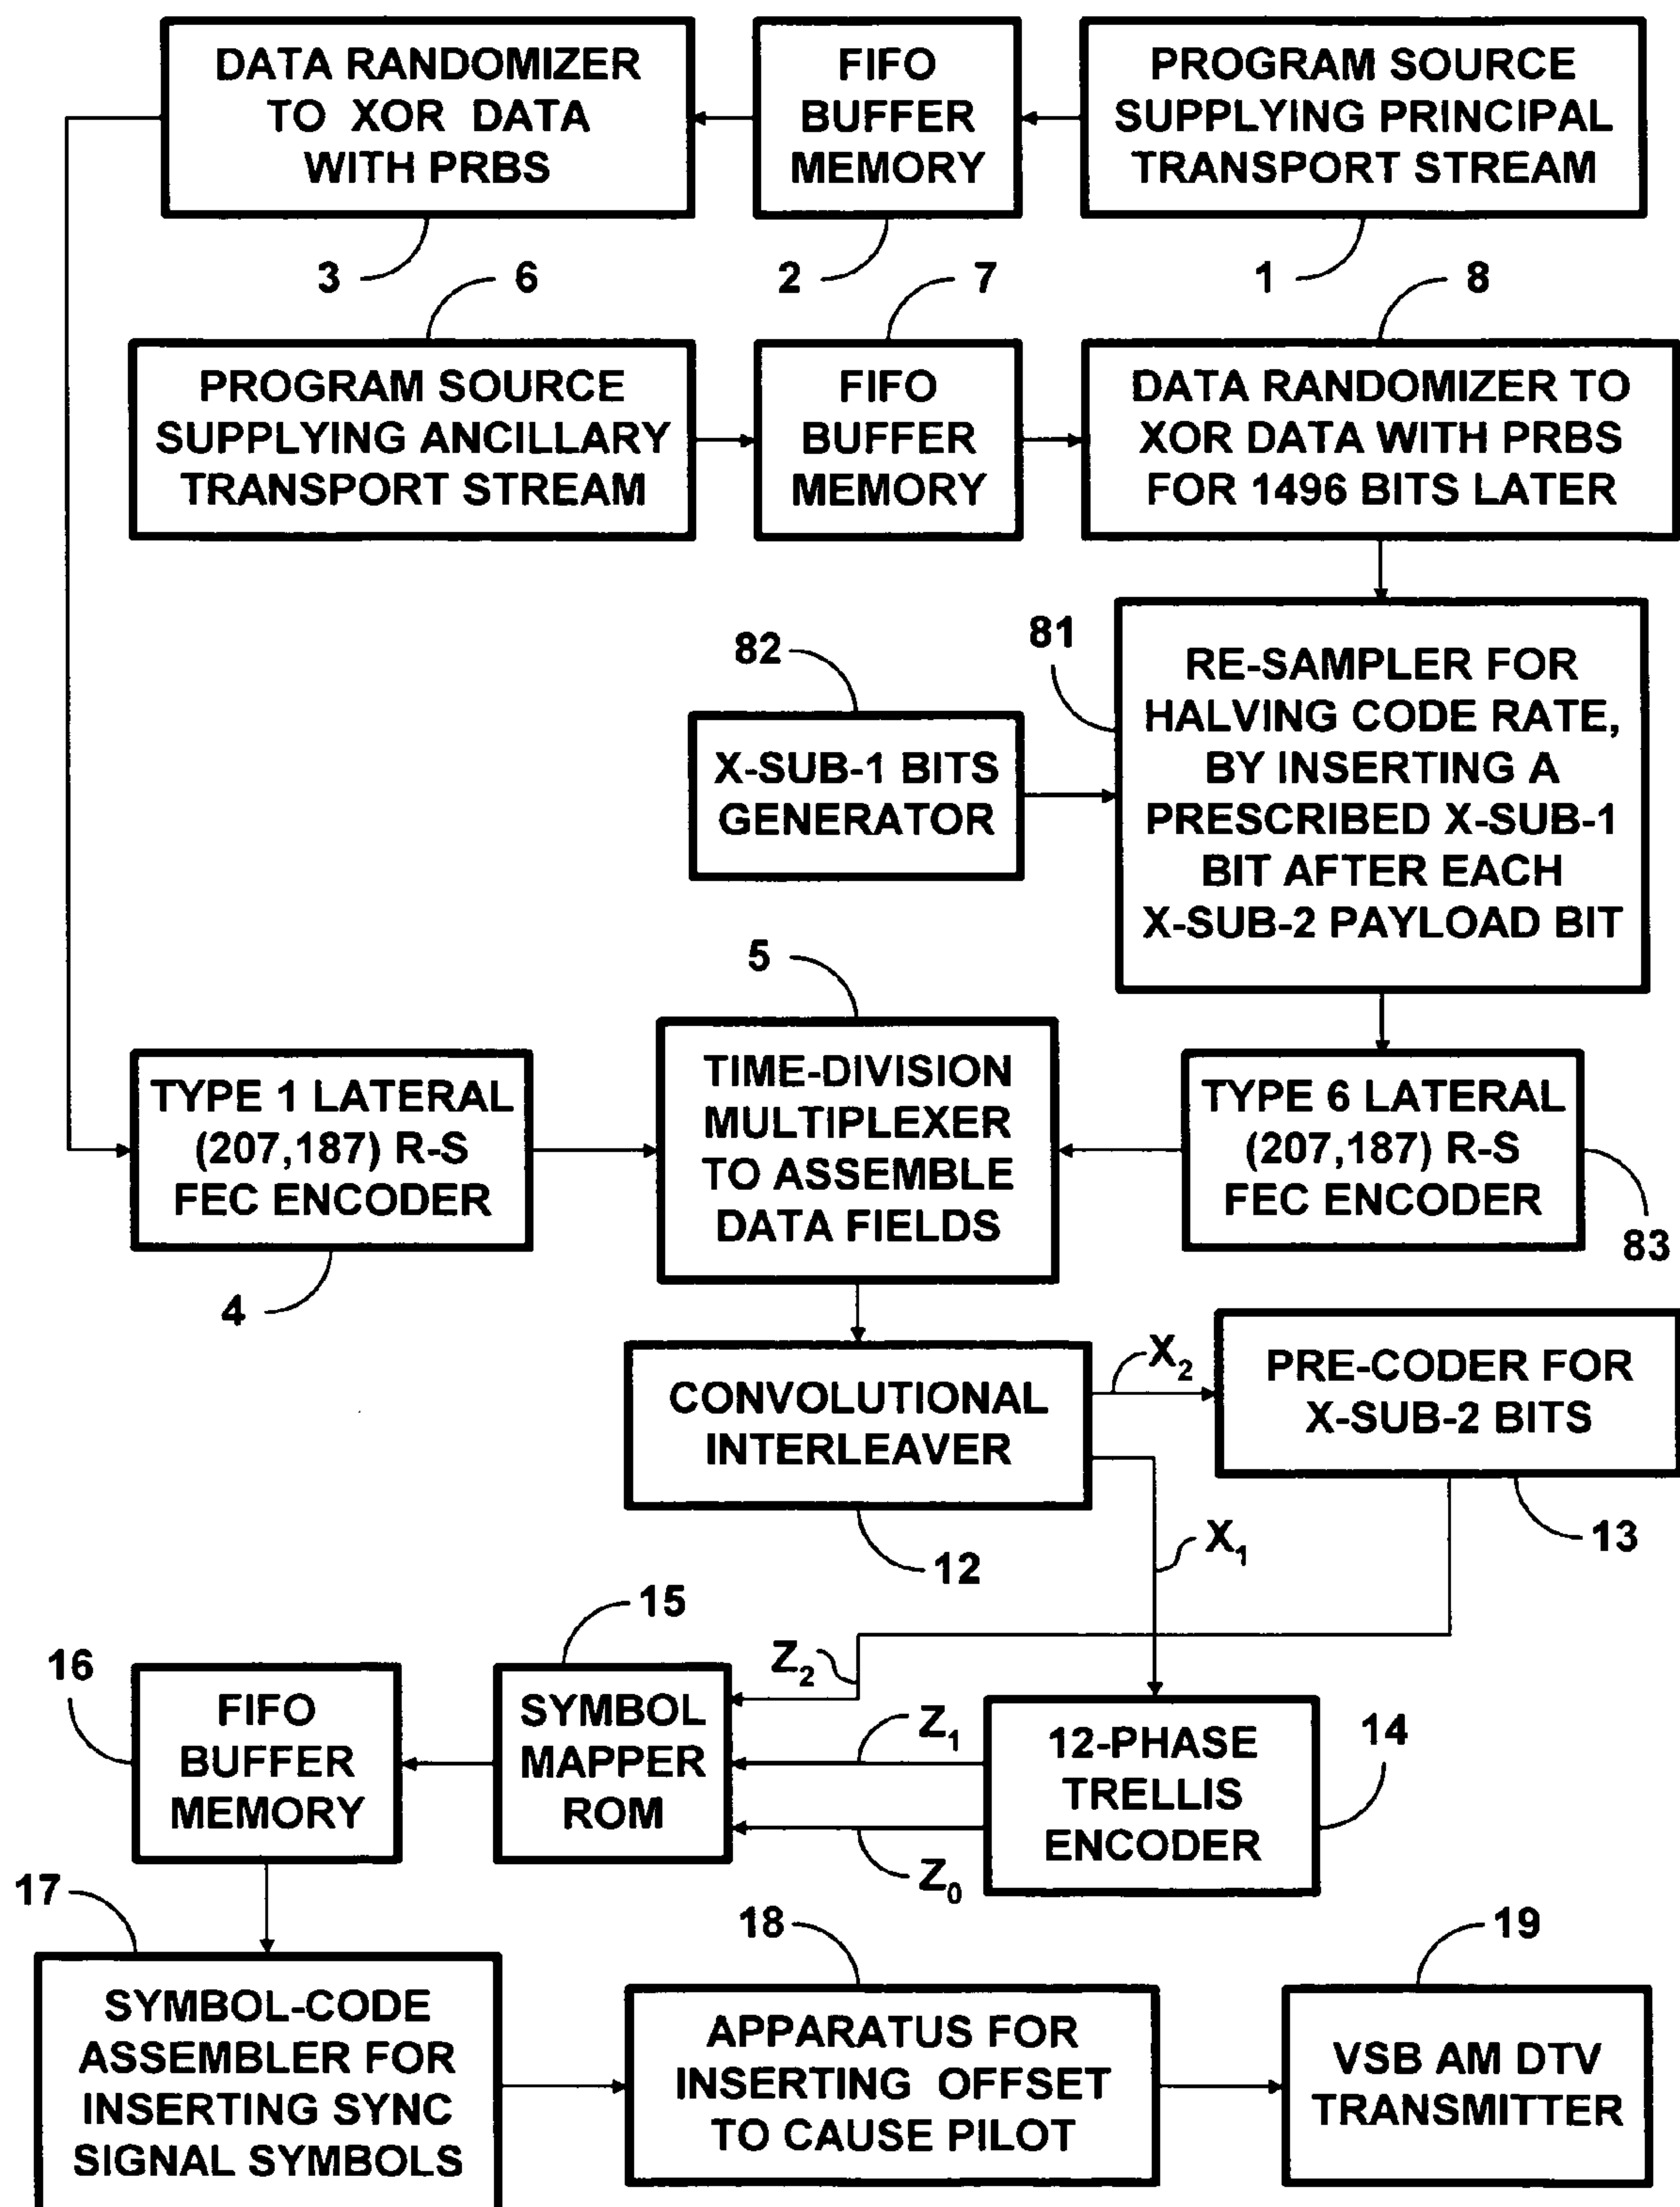 DATA RANDOMIZER
TO XOR DATA
WITH PRBS
FIFO
BUFFER
MEMORY
PROGRAM SOURCE
SUPPLYING PRINCIPAL
TRANSPORT STREAM
3
2
1
6
7
8
PROGRAM SOURCE
SUPPLYING ANCILLARY
TRANSPORT STREAM
FIFO
BUFFER
MEMORY
DATA RANDOMIZER TO
XOR DATA WITH PRBS
FOR 1496 BITS LATER
82
81
X-SUB-1 BITS
GENERATOR
RE-SAMPLER FOR
HALVING CODE RATE,
BY INSERTING A
PRESCRIBED X-SUB-1
BIT AFTER EACH
X-SUB-2 PAYLOAD BIT
5
TYPE 1 LATERAL
(207,187) R-S
FEC ENCODER
4
TIME-DIVISION
MULTIPLEXER
TO ASSEMBLE
DATA FIELDS
TYPE 6 LATERAL
(207,187) R-S
FEC ENCODER
83
CONVOLUTIONAL
INTERLEAVER
12
X₂
X₁
PRE-CODER FOR
X-SUB-2 BITS
13
15
16
FIFO
BUFFER
MEMORY
SYMBOL
MAPPER
ROM
Z₂
Z₁
Z₀
12-PHASE
TRELLIS
ENCODER
14
17
18
19
SYMBOL-CODE
ASSEMBLER FOR
INSERTING SYNC
SIGNAL SYMBOLS
APPARATUS FOR
INSERTING OFFSET
TO CAUSE PILOT
VSB AM DTV
TRANSMITTER